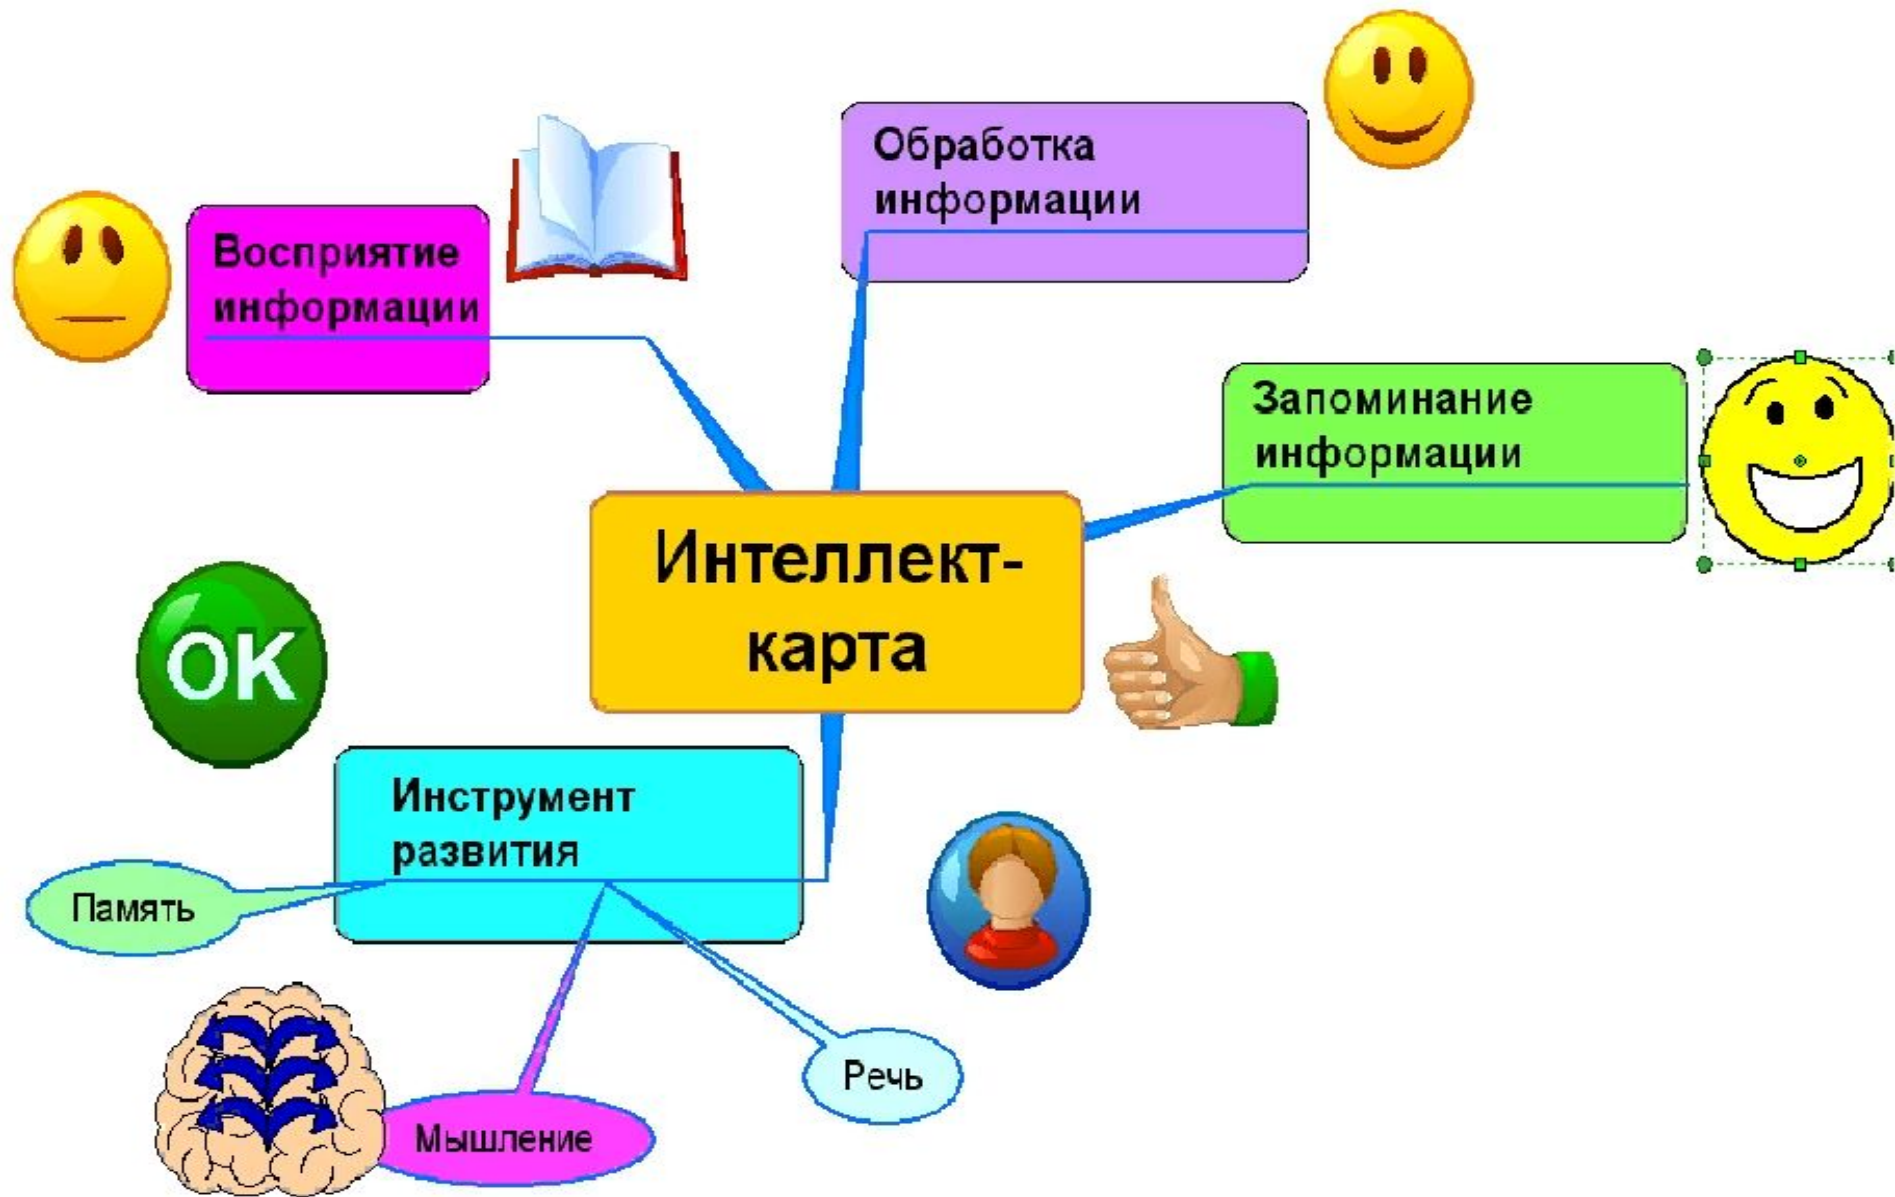 Обработка
информации
Восприятие
информации
Запоминание
информации
Интеллект-
карта
OK
Инструмент
развития
Память
Речь
Мышление